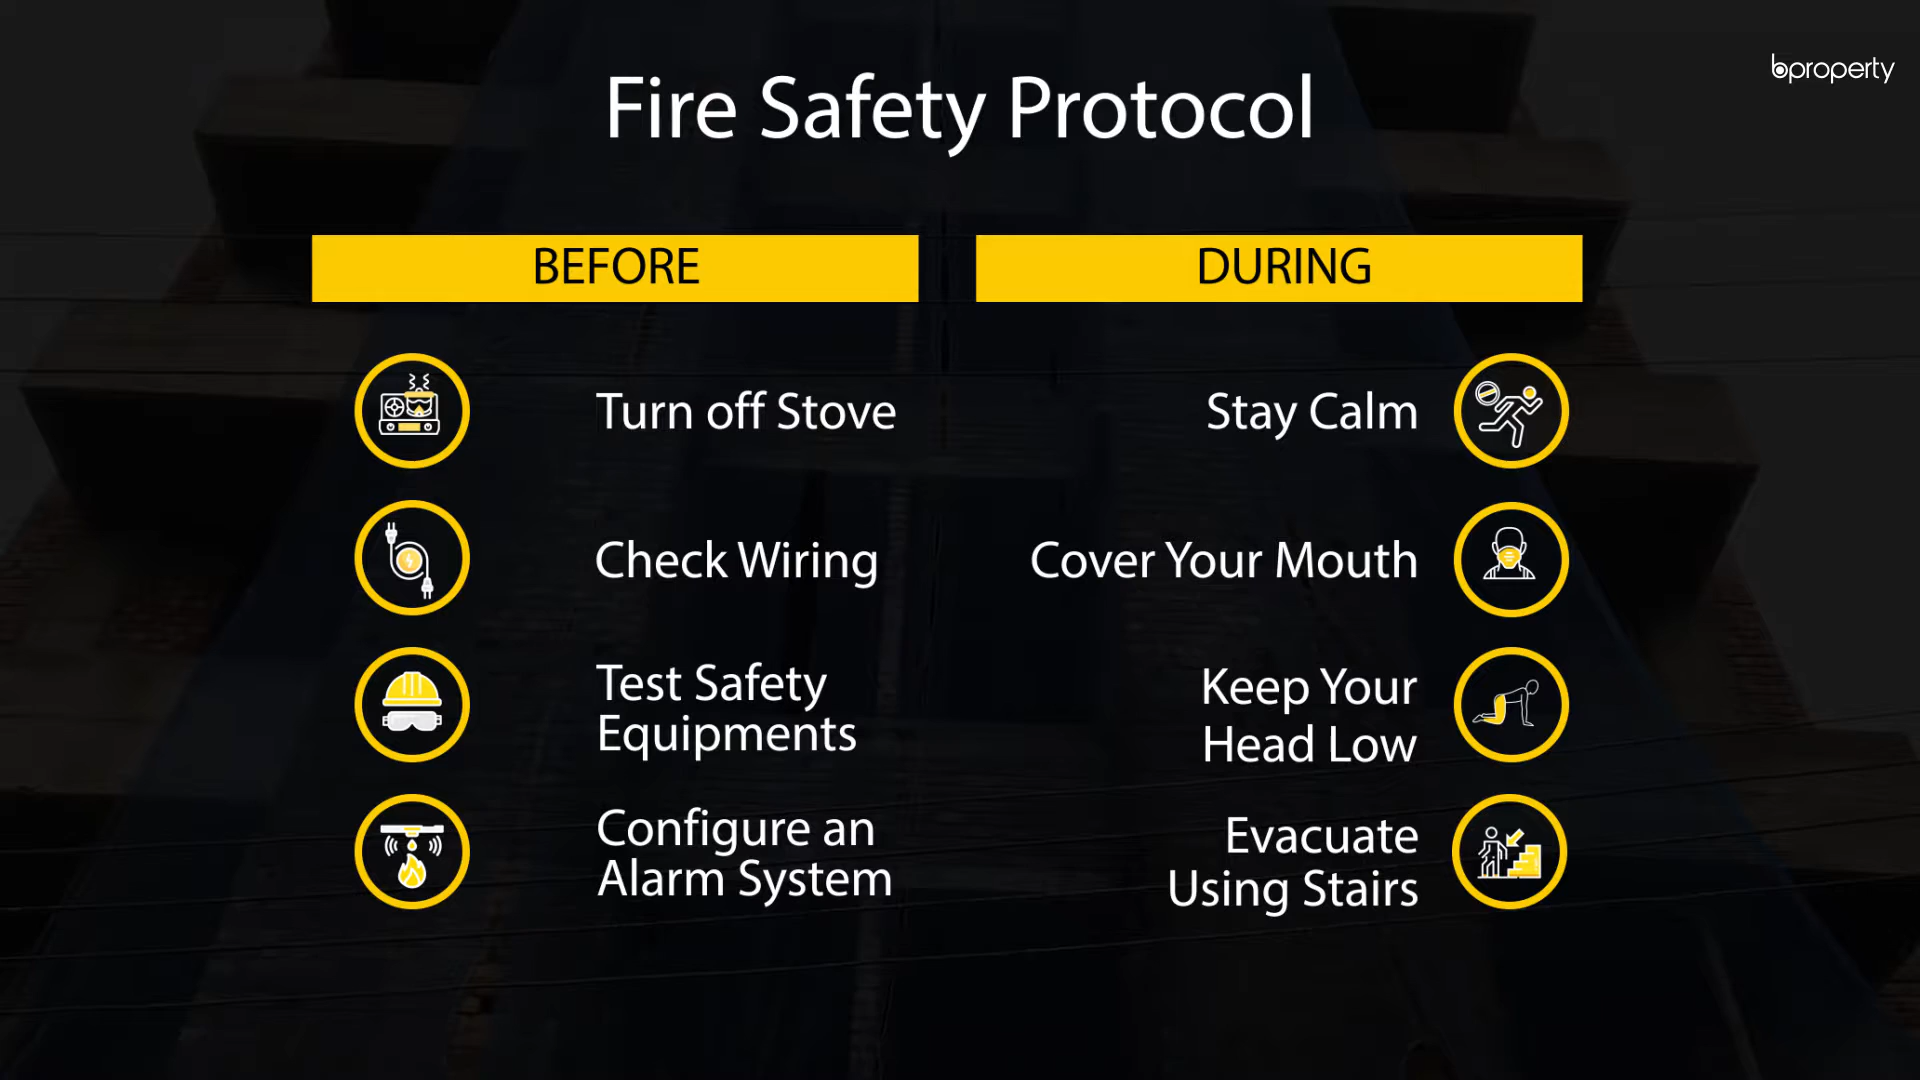 bproperty
Fire Safety Protocol
BEFORE
Turn off Stove
Check Wiring
Test Safety
Equipments
Configure an
Alarm System
DURING
Stay Calm
Cover Your Mouth
Keep Your
Head Low
Evacuate
Using Stairs